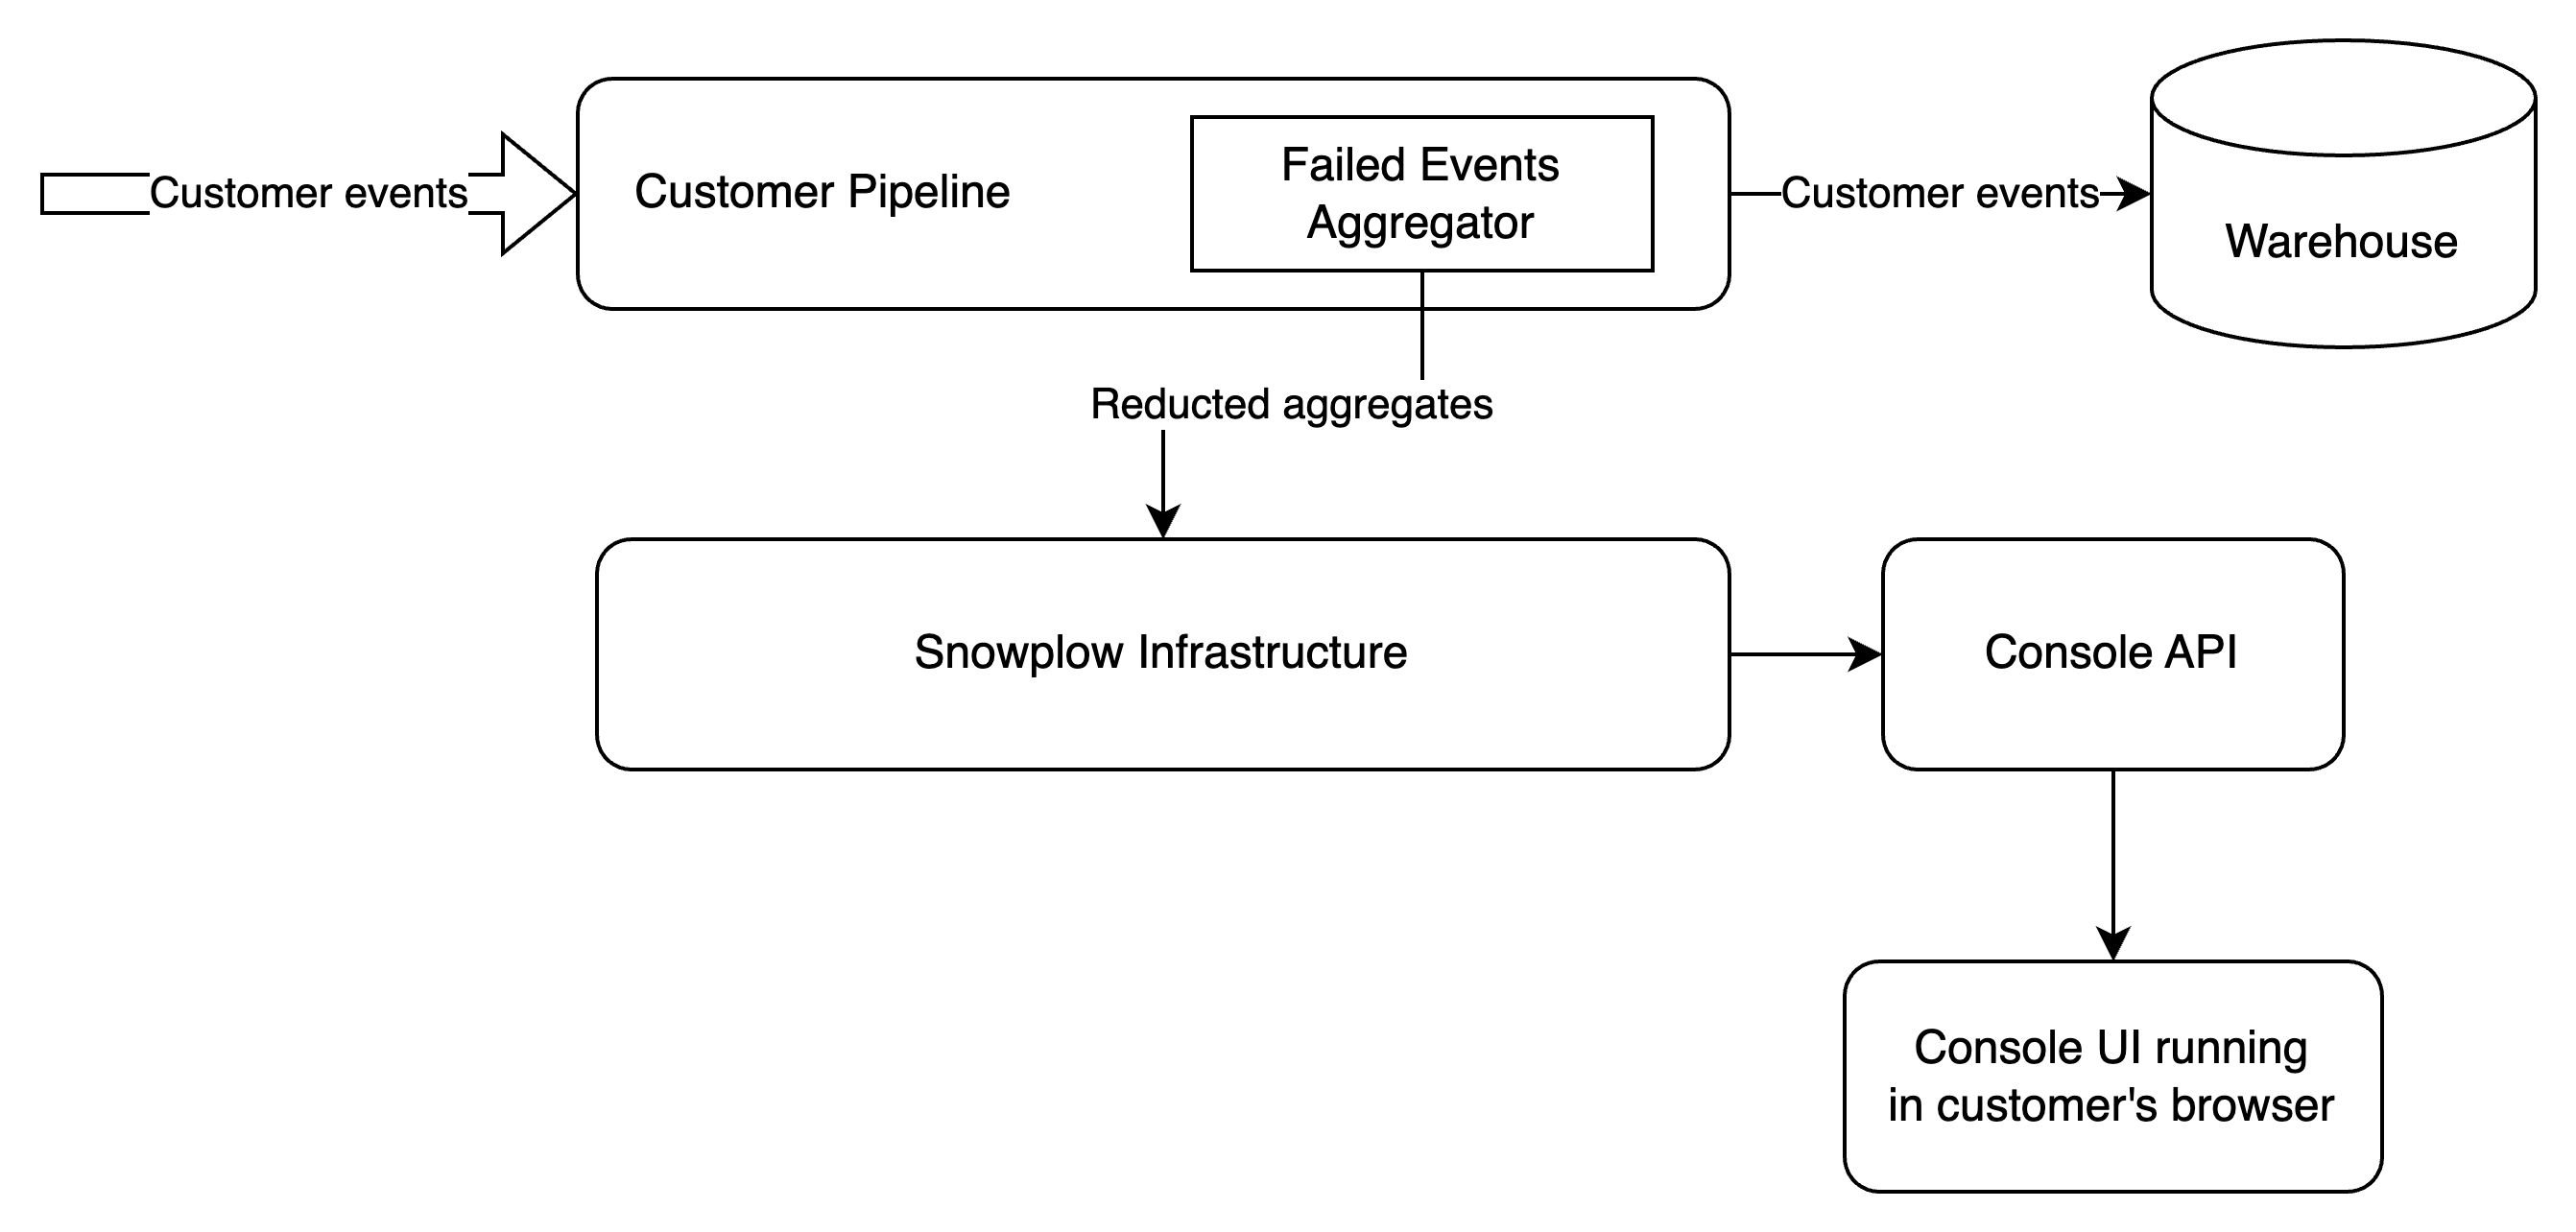 Customer events
Customer Pipeline
Failed Events
Aggregator
Customer events
Warehouse
Reducted aggregates
Snowplow Infrastructure
Console API
Console UI running
in customer's browser